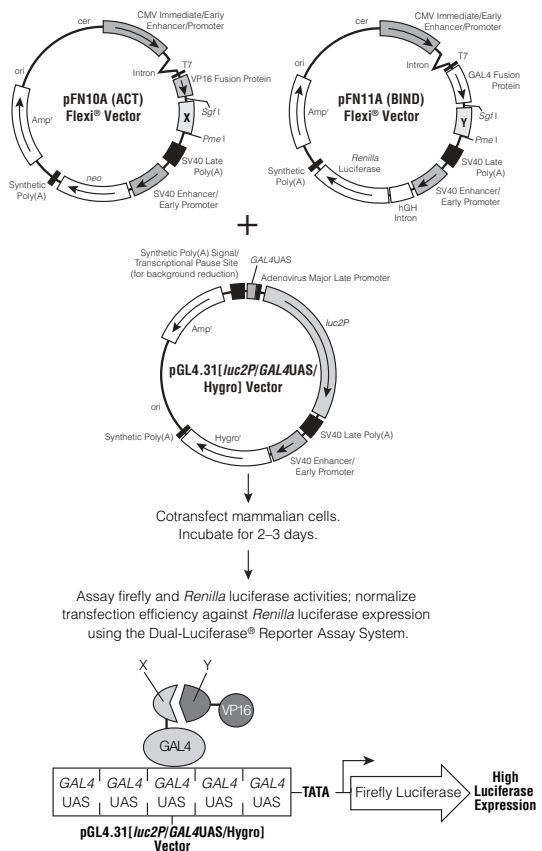 CMV Immediate/Early
Enhancer/Promoter
cer
T7
Intron
VP16 Fusion Protein
ori
pFN10A (ACT)
Flexi® Vector
Ampʳ
Sgf I
X
Pme I
SV40 Late
Poly(A)
Synthetic
Poly(A)
neo
SV40 Enhancer/
Early Promoter
CMV Immediate/Early
Enhancer/Promoter
cer
T7
Intron
GAL4 Fusion
Protein
ori
pFN11A (BIND)
Flexi® Vector
Ampʳ
Sgf I
Y
Pme I
Synthetic
Poly(A)
Renilla
Luciferase
SV40 Late
Poly(A)
SV40 Enhancer/
Early Promoter
hGH
Intron
+
Synthetic Poly(A) Signal/
Transcriptional Pause Site
(for background reduction)
GAL4UAS
Adenovirus Major Late Promoter
luc2P
Ampʳ
pGL4.31[luc2P/GAL4UAS/
Hygro] Vector
ori
Synthetic Poly(A)
Hygroʳ
SV40 Late Poly(A)
SV40 Enhancer/
Early Promoter
Cotransfect mammalian cells.
Incubate for 2–3 days.
Assay firefly and Renilla luciferase activities; normalize
transfection efficiency against Renilla luciferase expression
using the Dual-Luciferase® Reporter Assay System.
X Y
VP16
GAL4
GAL4 GAL4 GAL4 GAL4 GAL4
UAS UAS UAS UAS UAS
TATA
Firefly Luciferase
High
Luciferase
Expression
pGL4.31[luc2P/GAL4UAS/Hygro]
Vector